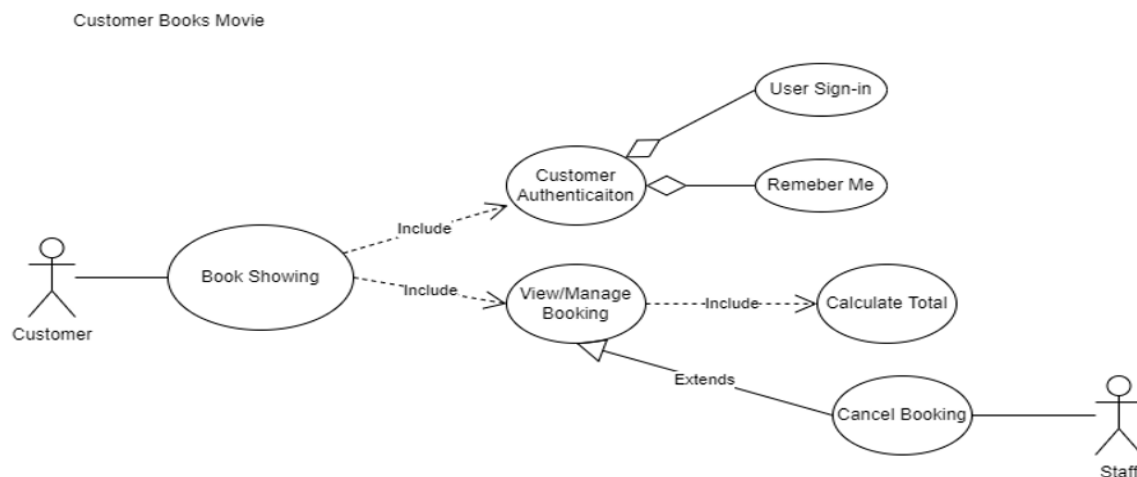 Customer Books Movie
User Sign-in
Customer
Authenticaiton
Remeber Me
Include
Book Showing
Include
View/Manage
Booking
Include
Calculate Total
Customer
Extends
Cancel Booking
Staff